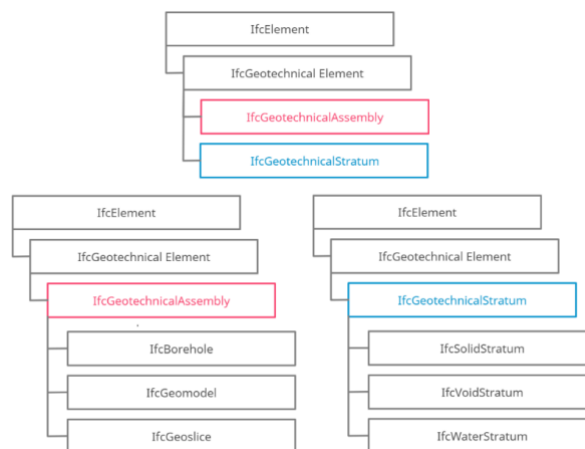 IfcElement
IfcGeotechnical Element
IfcGeotechnicalAssembly
IfcGeotechnicalStratum
IfcElement
IfcGeotechnical Element
IfcGeotechnicalAssembly
IfcBorehole
IfcGeomodel
IfcGeoslice
IfcElement
IfcGeotechnical Element
IfcGeotechnicalStratum
IfcSolidStratum
IfcVoidStratum
IfcWaterStratum